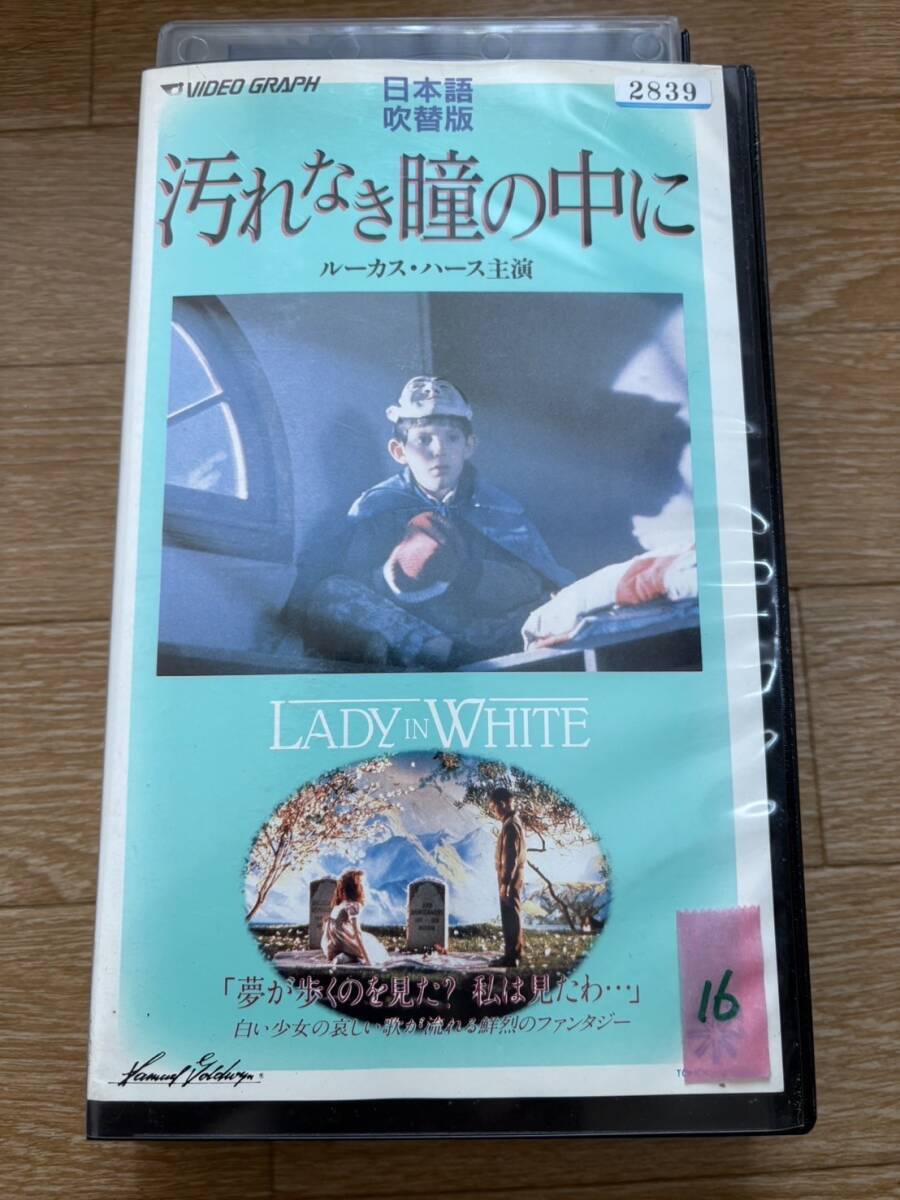 VIDEO GRAPH
日本語
吹替版
2839
汚れなき瞳の中に
ルーカス・ハース主演
LADY IN WHITE
「夢が歩くのを見た? 私は見たわ…」
白い少女の哀しい歌が流れる鮮烈のファンタジー
16
Samuel Goldwyn